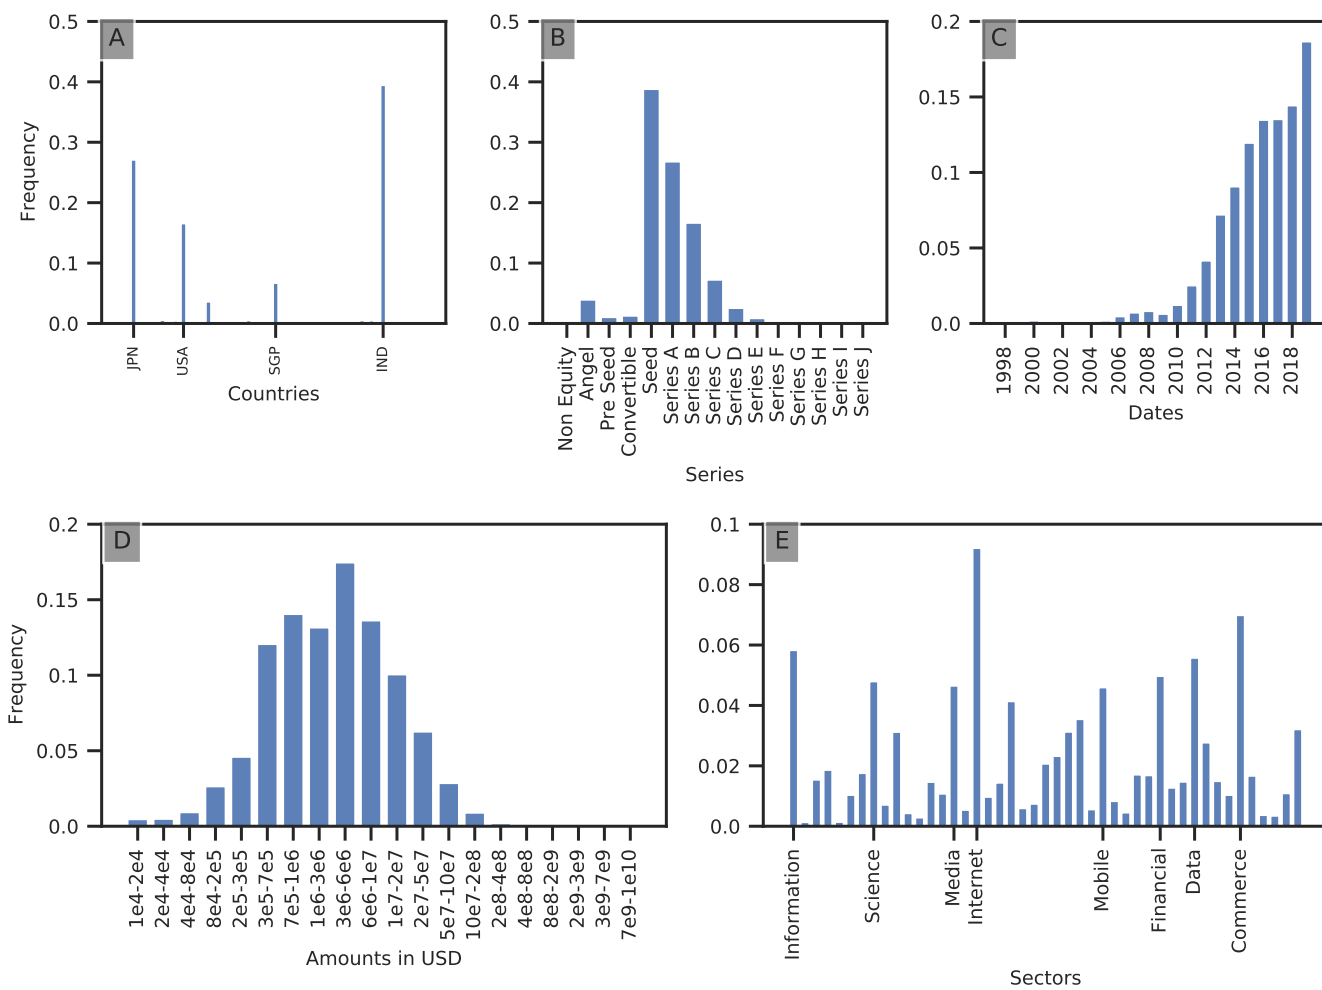 A
Frequency
0.5
0.4
0.3
0.2
0.1
0.0
JPN
USA
SGP
IND
Countries
B
0.5
0.4
0.3
0.2
0.1
0.0
Non Equity
Angel
Pre Seed
Convertible
Seed
Series A
Series B
Series C
Series D
Series E
Series F
Series G
Series H
Series I
Series J
Series
C
0.2
0.15
0.1
0.05
0.0
1998
2000
2002
2004
2006
2008
2010
2012
2014
2016
2018
Dates
D
Frequency
0.2
0.15
0.1
0.05
0.0
1e4-2e4
2e4-4e4
4e4-8e4
8e4-2e5
2e5-3e5
3e5-7e5
7e5-1e6
1e6-3e6
3e6-6e6
6e6-1e7
1e7-2e7
2e7-5e7
5e7-10e7
10e7-2e8
2e8-4e8
4e8-8e8
8e8-2e9
2e9-3e9
3e9-7e9
7e9-1e10
Amounts in USD
E
0.1
0.08
0.06
0.04
0.02
0.0
Information
Science
Media
Internet
Mobile
Financial
Data
Commerce
Sectors